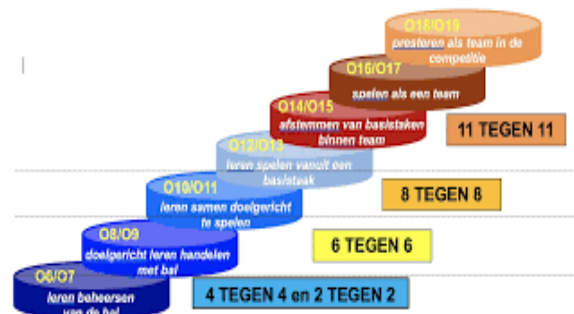 O18/O19
presteren als team in de
competitie
O16/O17
spelen als een team
O14/O15
afstemmen van basistaken
binnen team
11 TEGEN 11
O12/O13
leren spelen vanuit een
basistaak
8 TEGEN 8
O10/O11
leren samen doelgericht
te spelen
O8/O9
doelgericht leren handelen
met bal
6 TEGEN 6
O6/O7
leren beheersen
van de bal
4 TEGEN 4 en 2 TEGEN 2